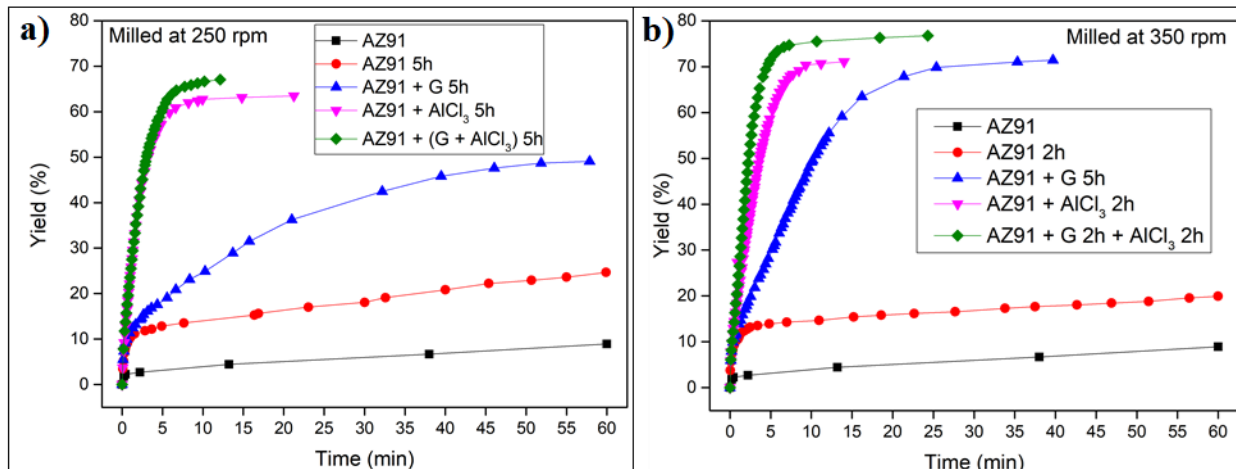 a)
Milled at 250 rpm
AZ91
AZ91 5h
AZ91 + G 5h
AZ91 + AlCl₃ 5h
AZ91 + (G + AlCl₃) 5h
Yield (%)
80
70
60
50
40
30
20
10
0
0 5 10 15 20 25 30 35 40 45 50 55 60
Time (min)
b)
Milled at 350 rpm
AZ91
AZ91 2h
AZ91 + G 5h
AZ91 + AlCl₃ 2h
AZ91 + G 2h + AlCl₃ 2h
Yield (%)
80
70
60
50
40
30
20
10
0
0 5 10 15 20 25 30 35 40 45 50 55 60
Time (min)